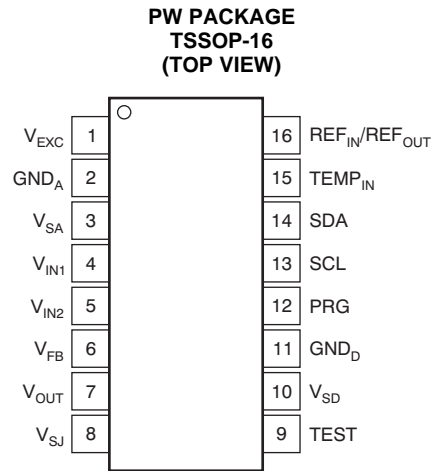 PW PACKAGE
TSSOP-16
(TOP VIEW)
V_EXC 1 16 REF_IN/REF_OUT
GND_A 2 15 TEMP_IN
V_SA 3 14 SDA
V_IN1 4 13 SCL
V_IN2 5 12 PRG
V_FB 6 11 GND_D
V_OUT 7 10 V_SD
V_SJ 8 9 TEST